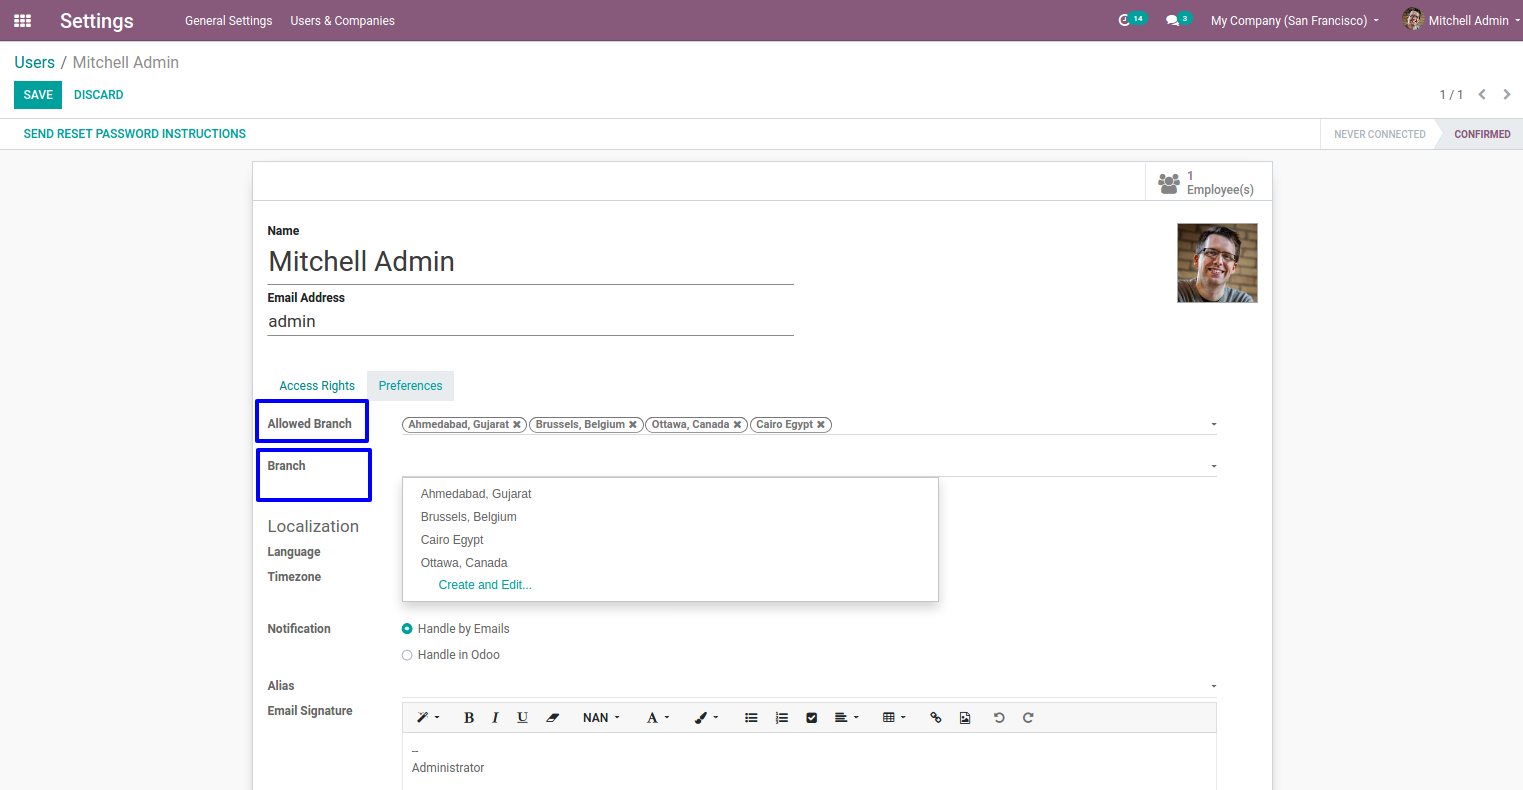 Settings General Settings Users & Companies 14 3 My Company (San Francisco) Mitchell Admin
Users / Mitchell Admin
SAVE DISCARD 1 / 1
SEND RESET PASSWORD INSTRUCTIONS NEVER CONNECTED CONFIRMED
1
Employee(s)
Name
Mitchell Admin
Email Address
admin
Access Rights Preferences
Allowed Branch Ahmedabad, Gujarat ✖ Brussels, Belgium ✖ Ottawa, Canada ✖ Cairo Egypt ✖
Branch
Ahmedabad, Gujarat
Brussels, Belgium
Cairo Egypt
Ottawa, Canada
Create and Edit...
Localization
Language
Timezone
Notification Handle by Emails
Handle in Odoo
Alias
Email Signature
B I U NAN A
--
Administrator